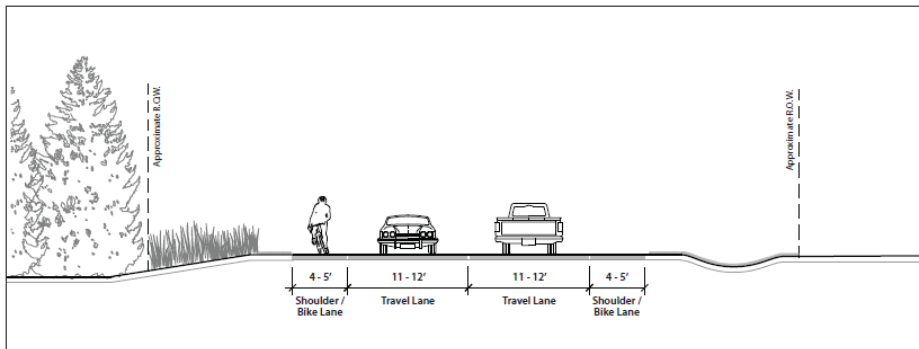 Approximate R.O.W.
Approximate R.O.W.
4 - 5'
11 - 12'
11 - 12'
4 - 5'
Shoulder /
Bike Lane
Travel Lane
Travel Lane
Shoulder /
Bike Lane